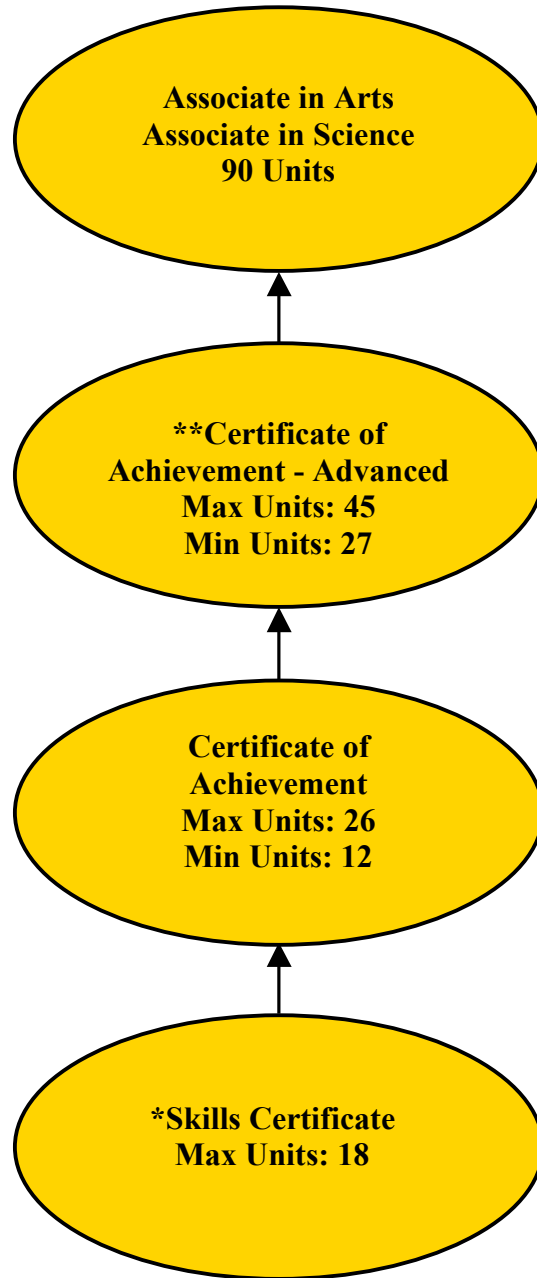 Associate in Arts
Associate in Science
90 Units
**Certificate of
Achievement - Advanced
Max Units: 45
Min Units: 27
Certificate of
Achievement
Max Units: 26
Min Units: 12
*Skills Certificate
Max Units: 18